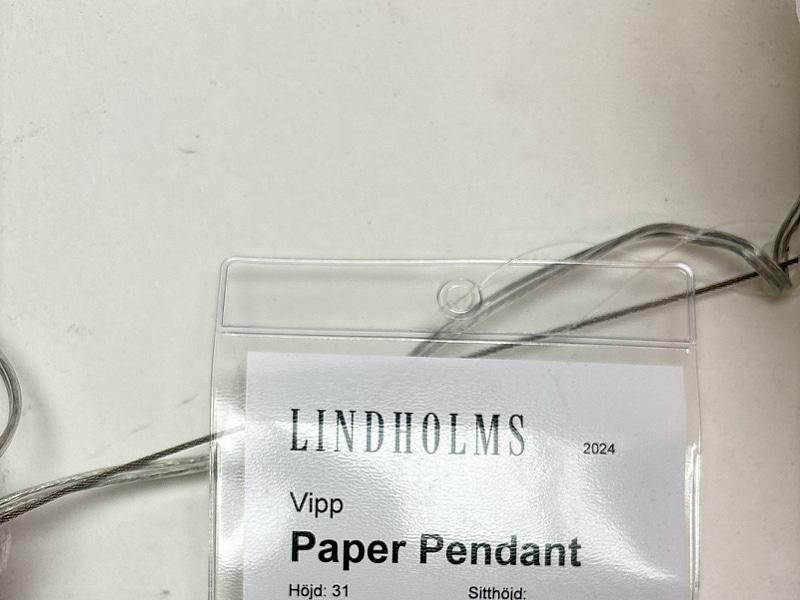 LINDHOLMS 2024
Vipp
Paper Pendant
Höjd: 31 Sitthöjd: